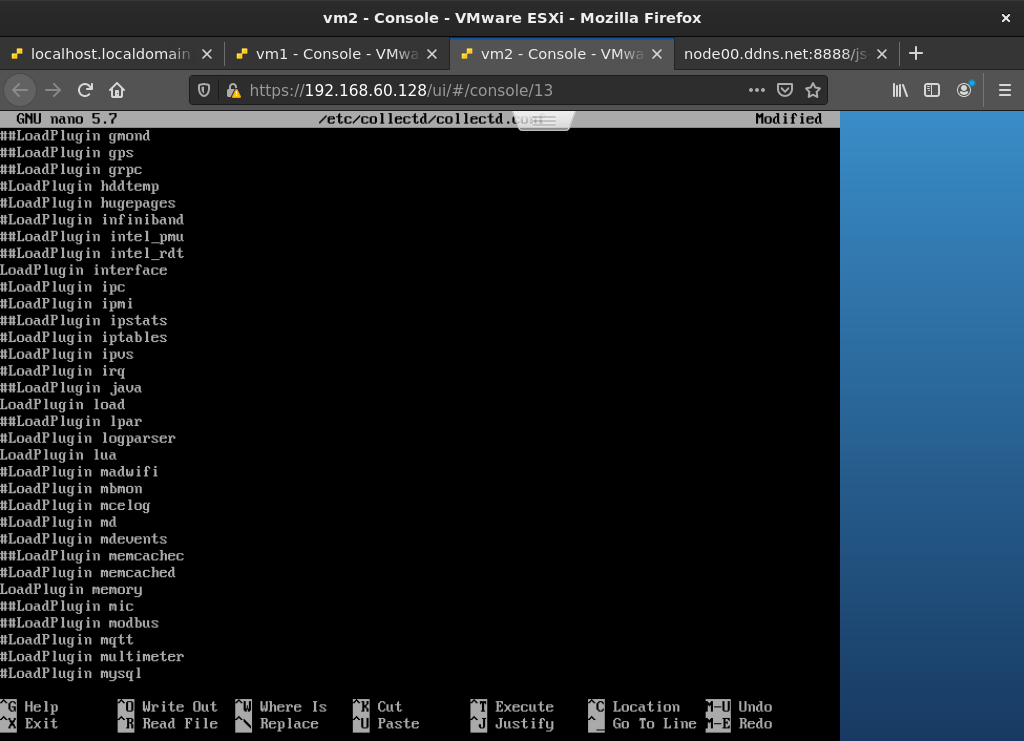 vm2 - Console - VMware ESXi - Mozilla Firefox
localhost.localdomain
vm1 - Console - VMwa
vm2 - Console - VMwa
node00.ddns.net:8888/js
https://192.168.60.128/ui/#/console/13
GNU nano 5.7 /etc/collectd/collectd.conf Modified
##LoadPlugin gmond
##LoadPlugin gps
##LoadPlugin grpc
#LoadPlugin hddtemp
#LoadPlugin hugepages
#LoadPlugin infiniband
##LoadPlugin intel_pmu
##LoadPlugin intel_rdt
LoadPlugin interface
#LoadPlugin ipc
#LoadPlugin ipmi
##LoadPlugin ipstats
#LoadPlugin iptables
#LoadPlugin ipvs
#LoadPlugin irq
##LoadPlugin java
LoadPlugin load
##LoadPlugin lpar
#LoadPlugin logparser
LoadPlugin lua
#LoadPlugin madwifi
#LoadPlugin mbmon
#LoadPlugin mcelog
#LoadPlugin md
#LoadPlugin mdevents
##LoadPlugin memcachec
#LoadPlugin memcached
LoadPlugin memory
##LoadPlugin mic
##LoadPlugin modbus
#LoadPlugin mqtt
#LoadPlugin multimeter
#LoadPlugin mysql
^G Help ^O Write Out ^W Where Is ^K Cut ^T Execute ^C Location M-U Undo
^X Exit ^R Read File ^\ Replace ^U Paste ^J Justify ^_ Go To Line M-E Redo